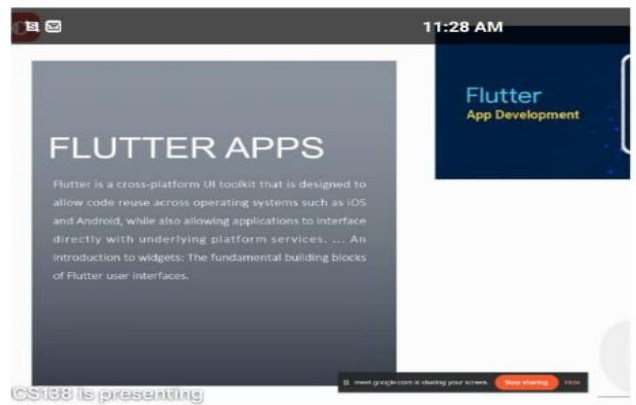 11:28 AM
Flutter
App Development
FLUTTER APPS
Flutter is a cross-platform UI toolkit that is designed to
allow code reuse across operating systems such as iOS
and Android, while also allowing applications to interface
directly with underlying platform services. ... An
introduction to widgets: The fundamental building blocks
of Flutter user interfaces.
meet.google.com is sharing your screen.
Stop sharing
Hide
CS138 is presenting